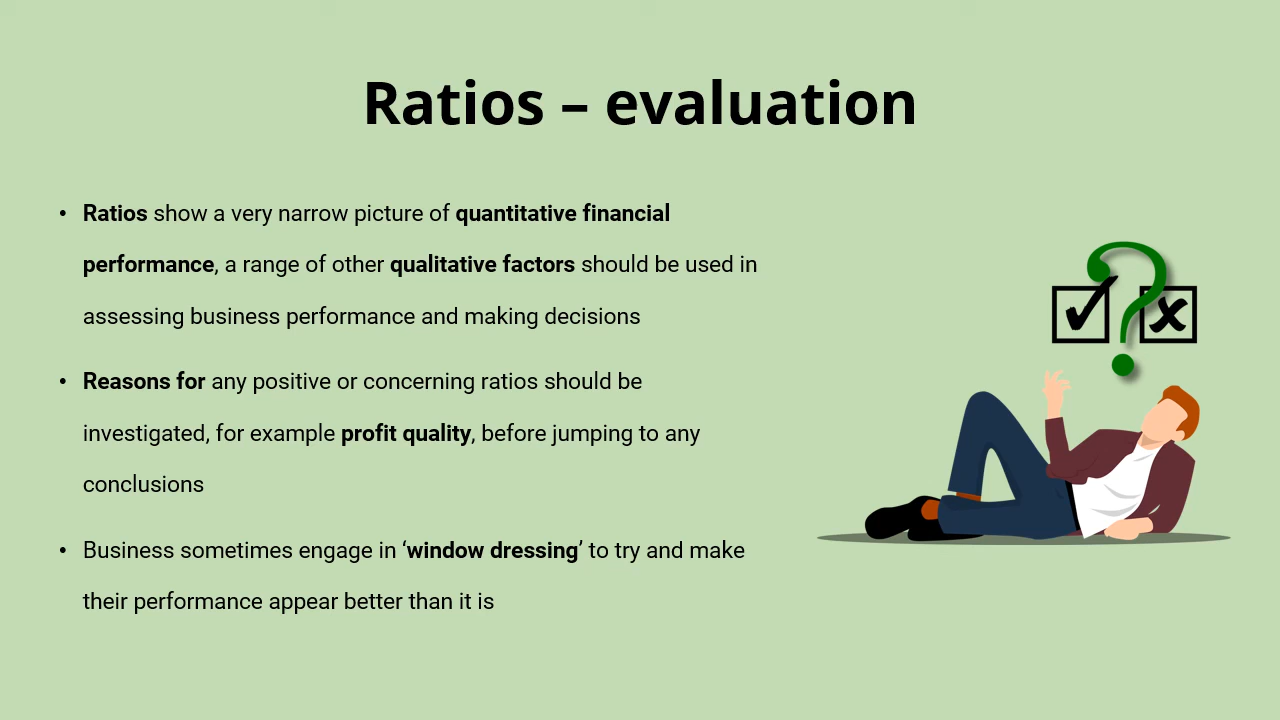 Ratios – evaluation
• Ratios show a very narrow picture of quantitative financial
performance, a range of other qualitative factors should be used in
assessing business performance and making decisions
• Reasons for any positive or concerning ratios should be
investigated, for example profit quality, before jumping to any
conclusions
• Business sometimes engage in ‘window dressing’ to try and make
their performance appear better than it is